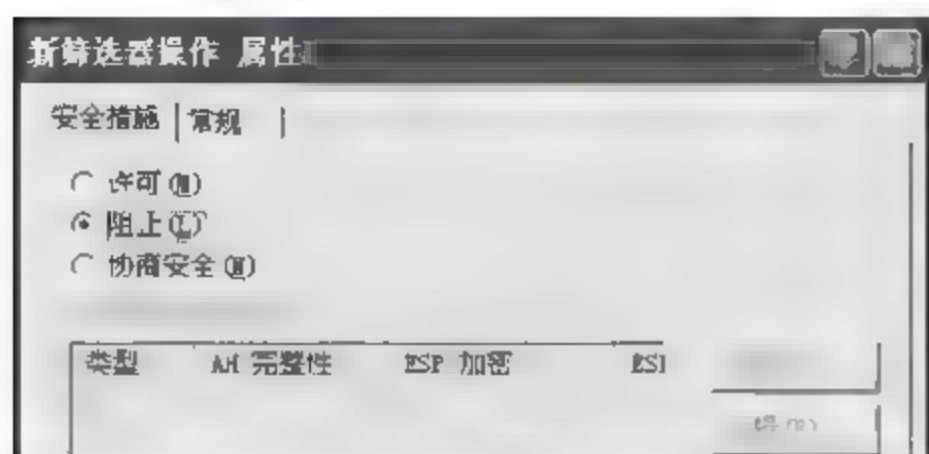 新筛选器操作 属性
安全措施 常规
许可(M)
阻止(L)
协商安全(N)
类型 AH 完整性 ESP 加密 ESI